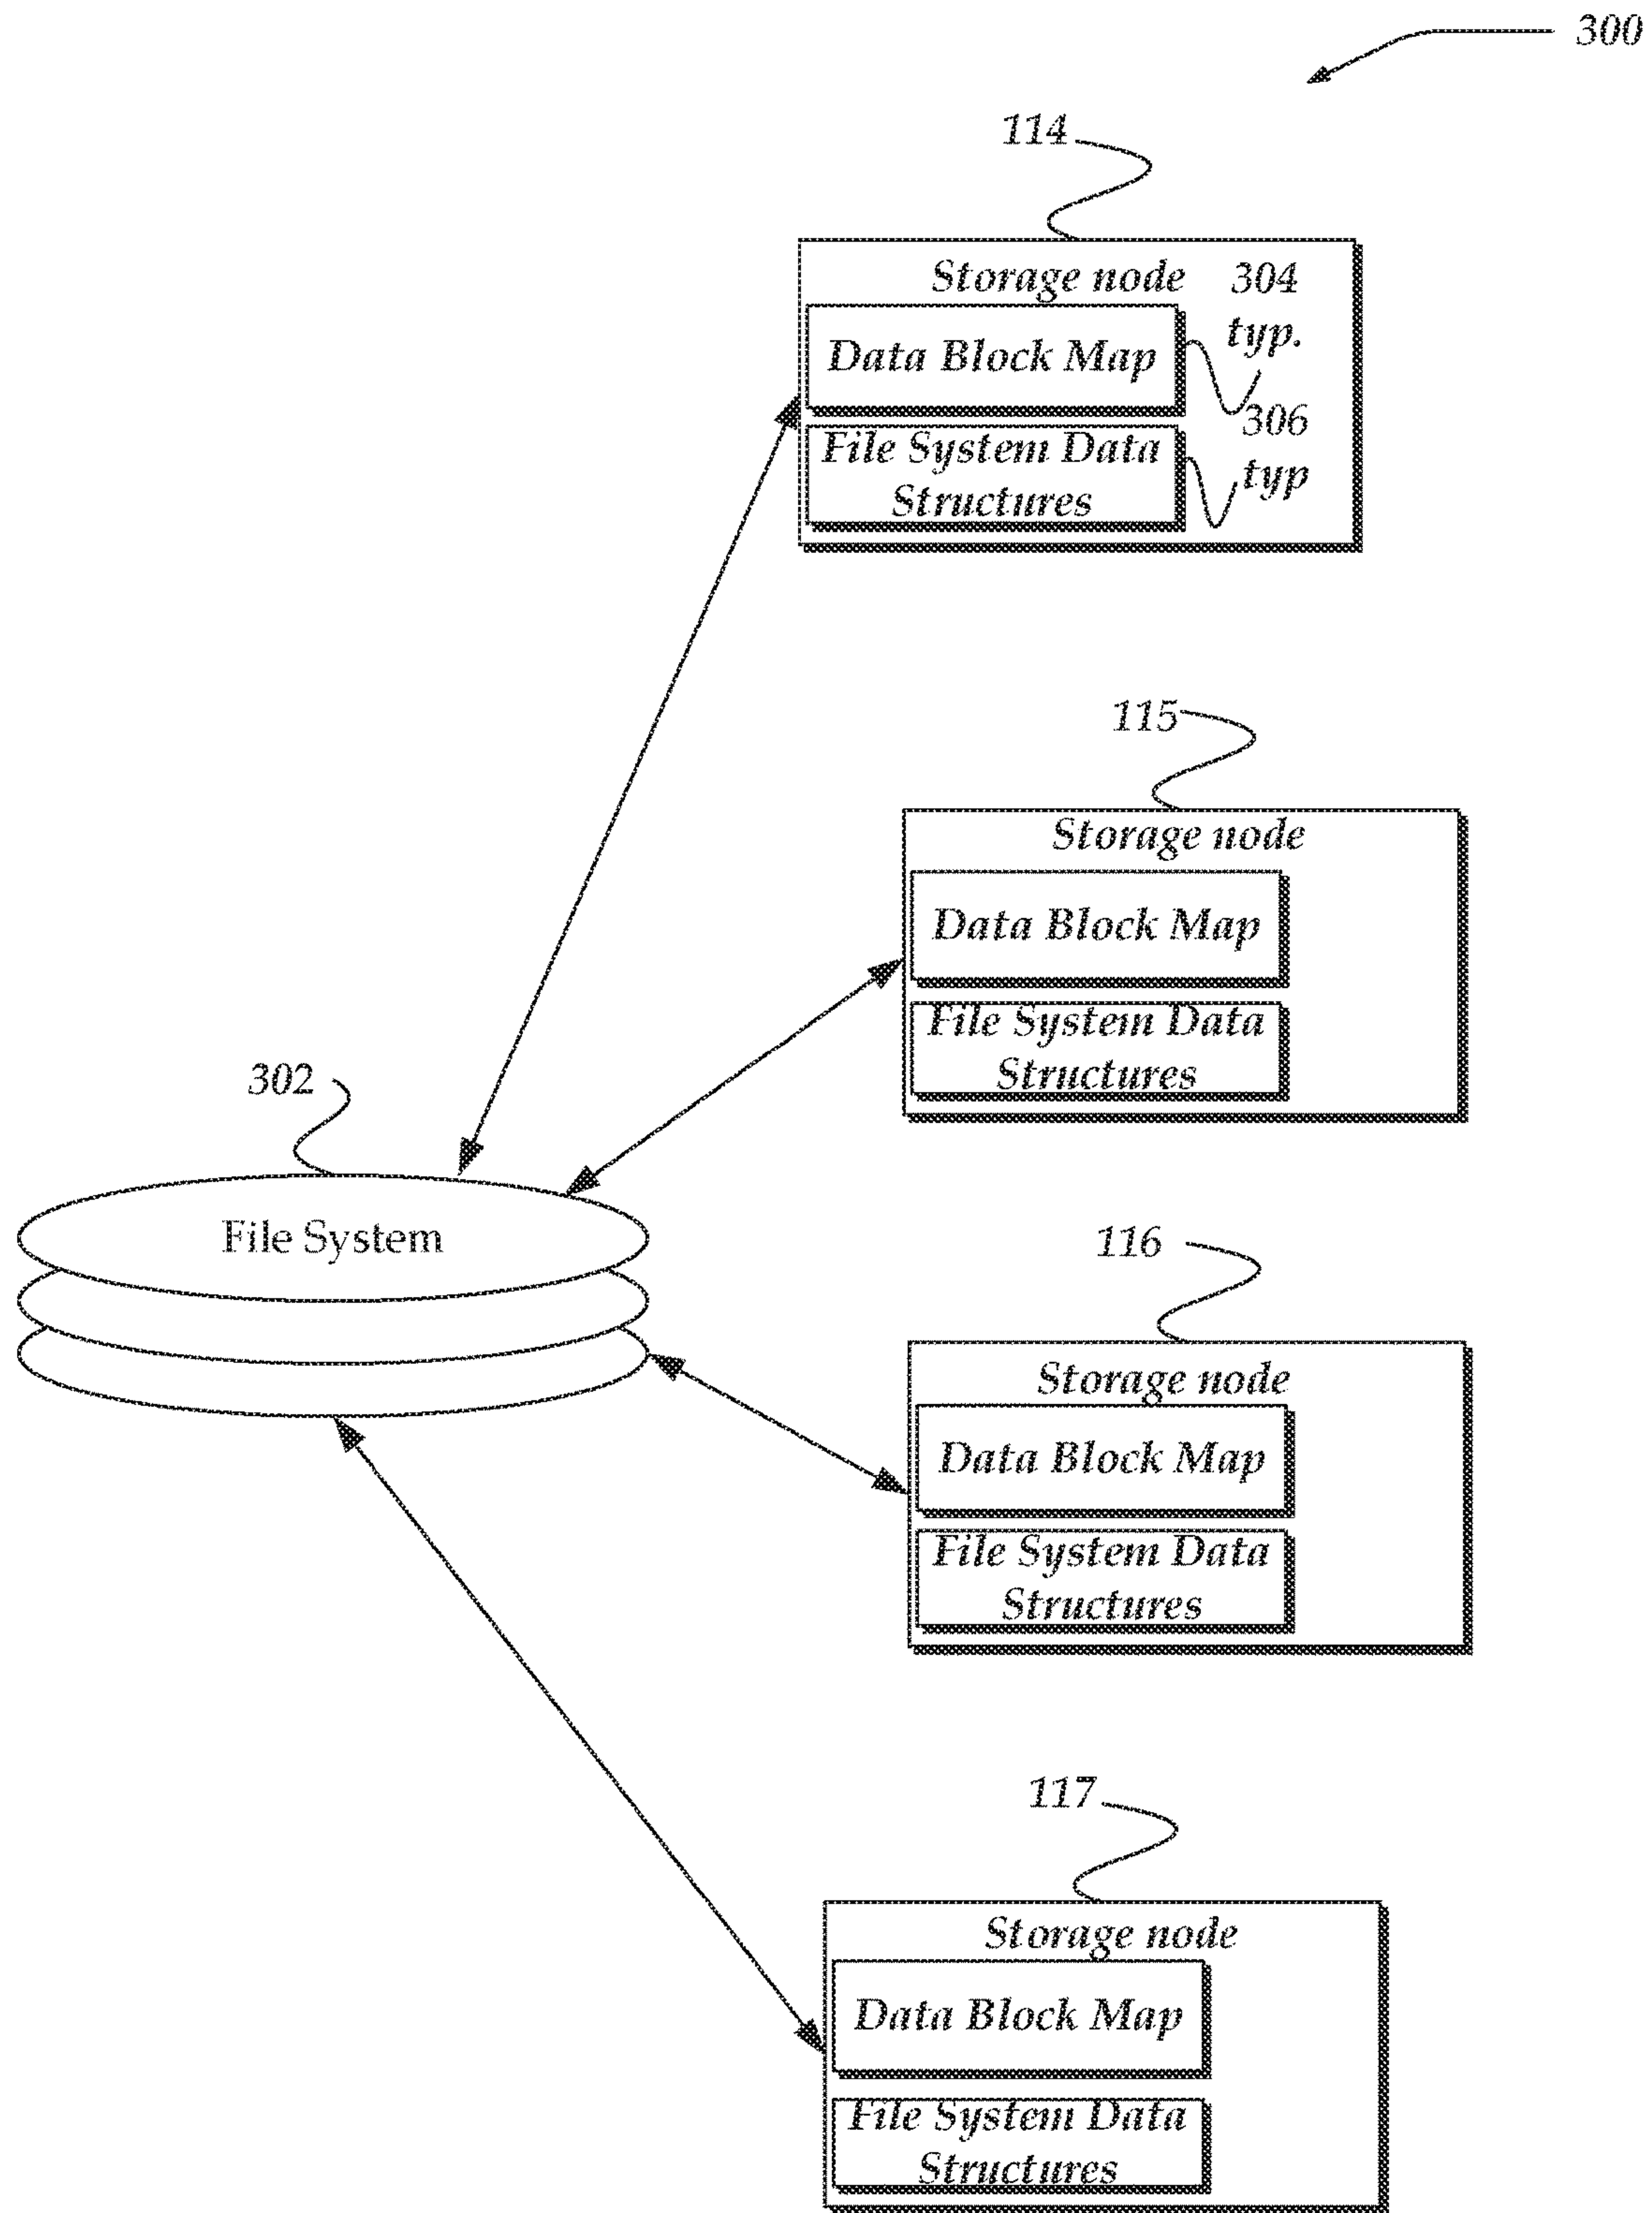 300
114
Storage node
304
typ.
Data Block Map
306
typ
File System Data
Structures
115
Storage node
Data Block Map
File System Data
Structures
302
File System
116
Storage node
Data Block Map
File System Data
Structures
117
Storage node
Data Block Map
File System Data
Structures